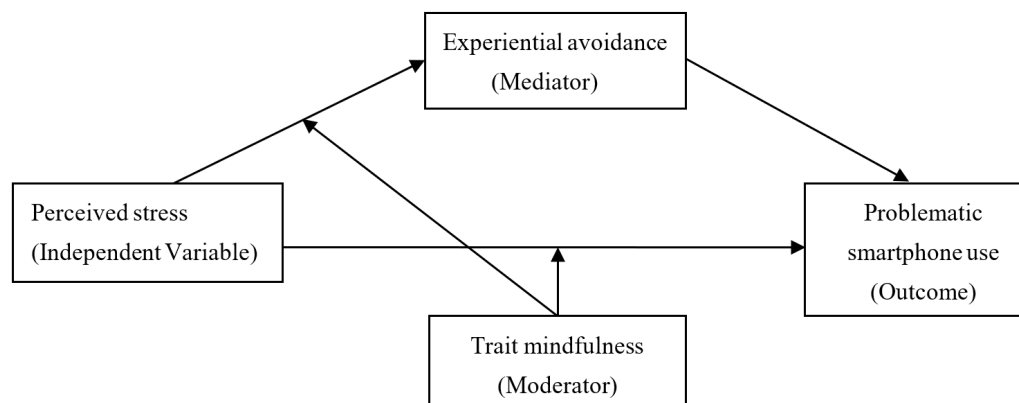 Experiential avoidance
(Mediator)
Perceived stress
(Independent Variable)
Problematic
smartphone use
(Outcome)
Trait mindfulness
(Moderator)